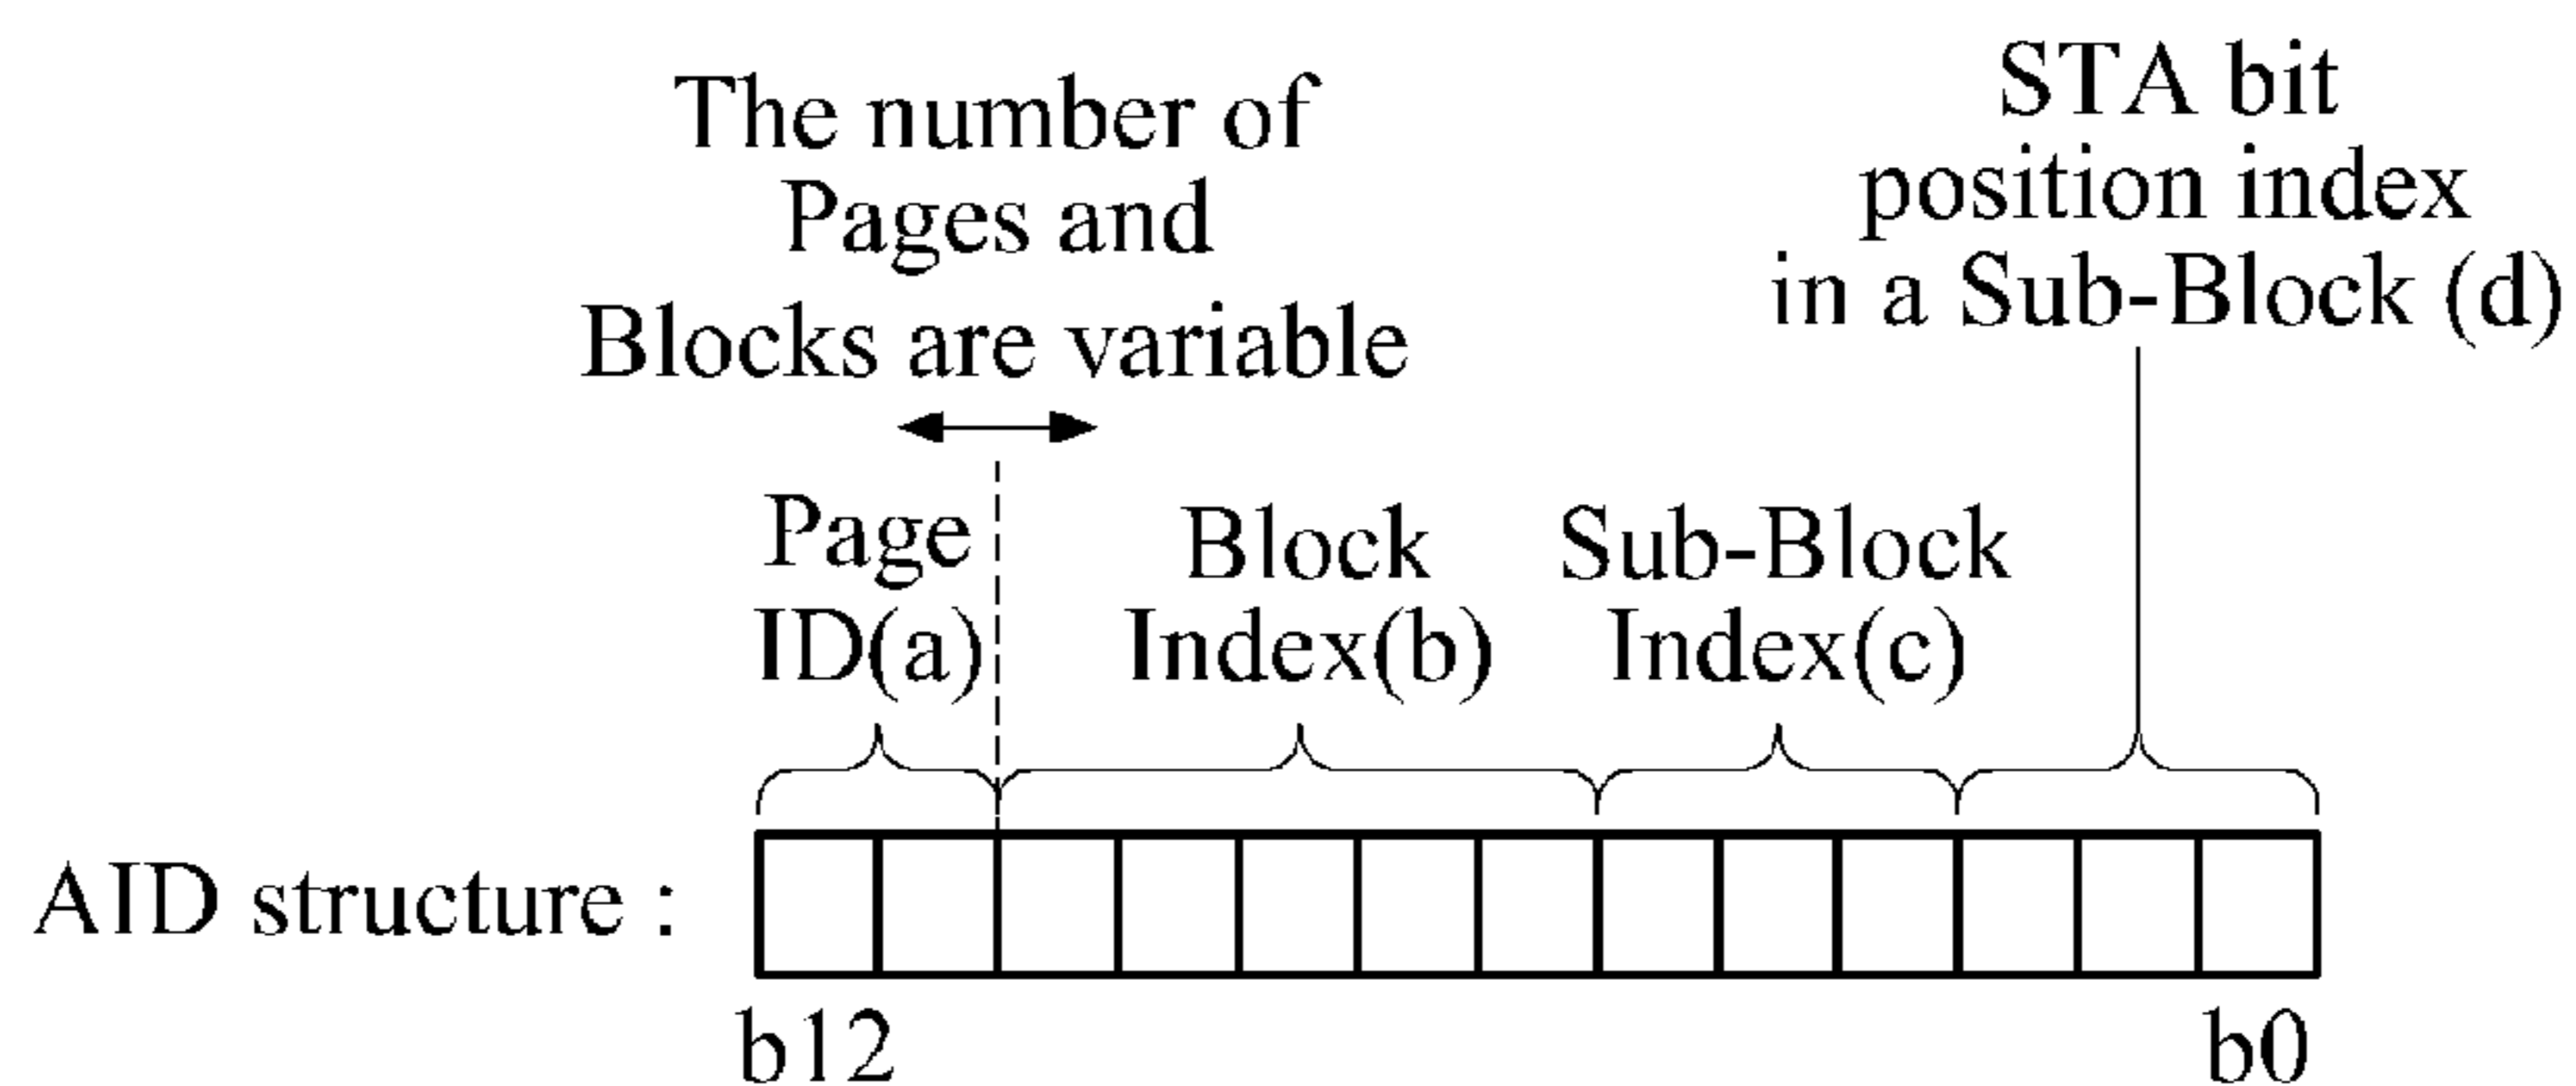 The number of
Pages and
Blocks are variable
STA bit
position index
in a Sub-Block (d)
Page
ID(a)
Block
Index(b)
Sub-Block
Index(c)
AID structure :
b12
b0